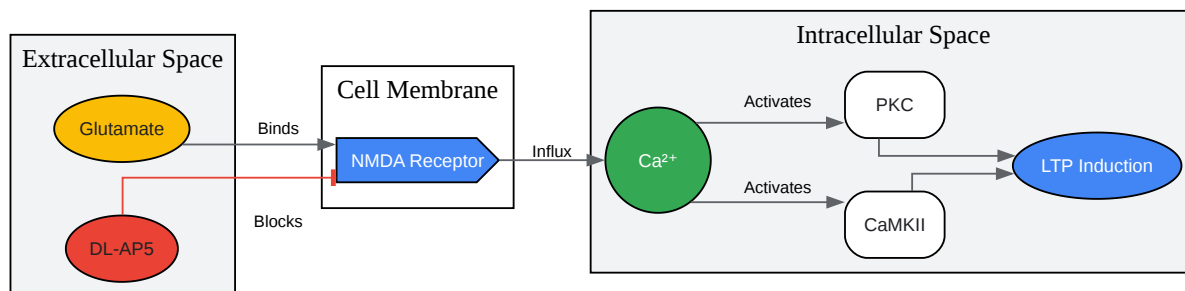 Extracellular Space
Glutamate
DL-AP5
Binds
Blocks
Cell Membrane
NMDA Receptor
Influx
Intracellular Space
Ca²⁺
Activates
Activates
PKC
CaMKII
LTP Induction